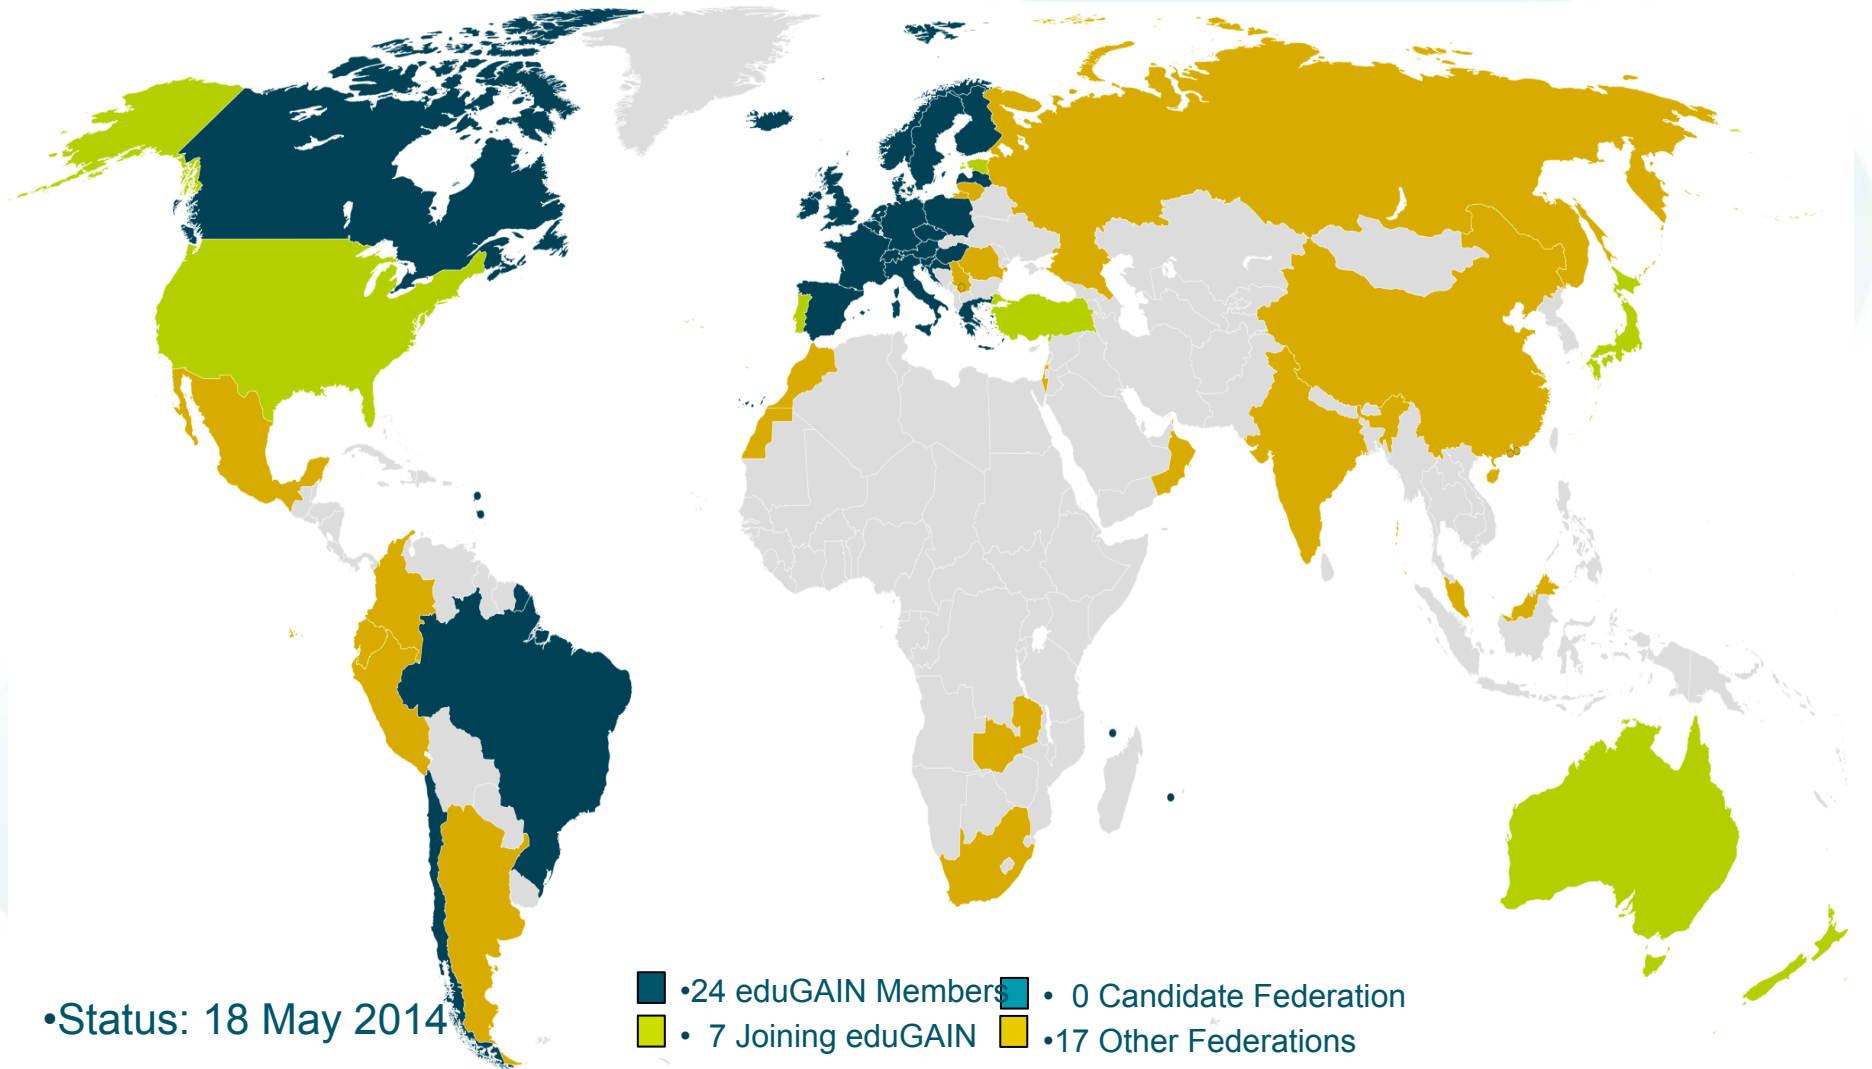 •24 eduGAIN Members
• 0 Candidate Federation
• 7 Joining eduGAIN
•17 Other Federations
•Status: 18 May 2014